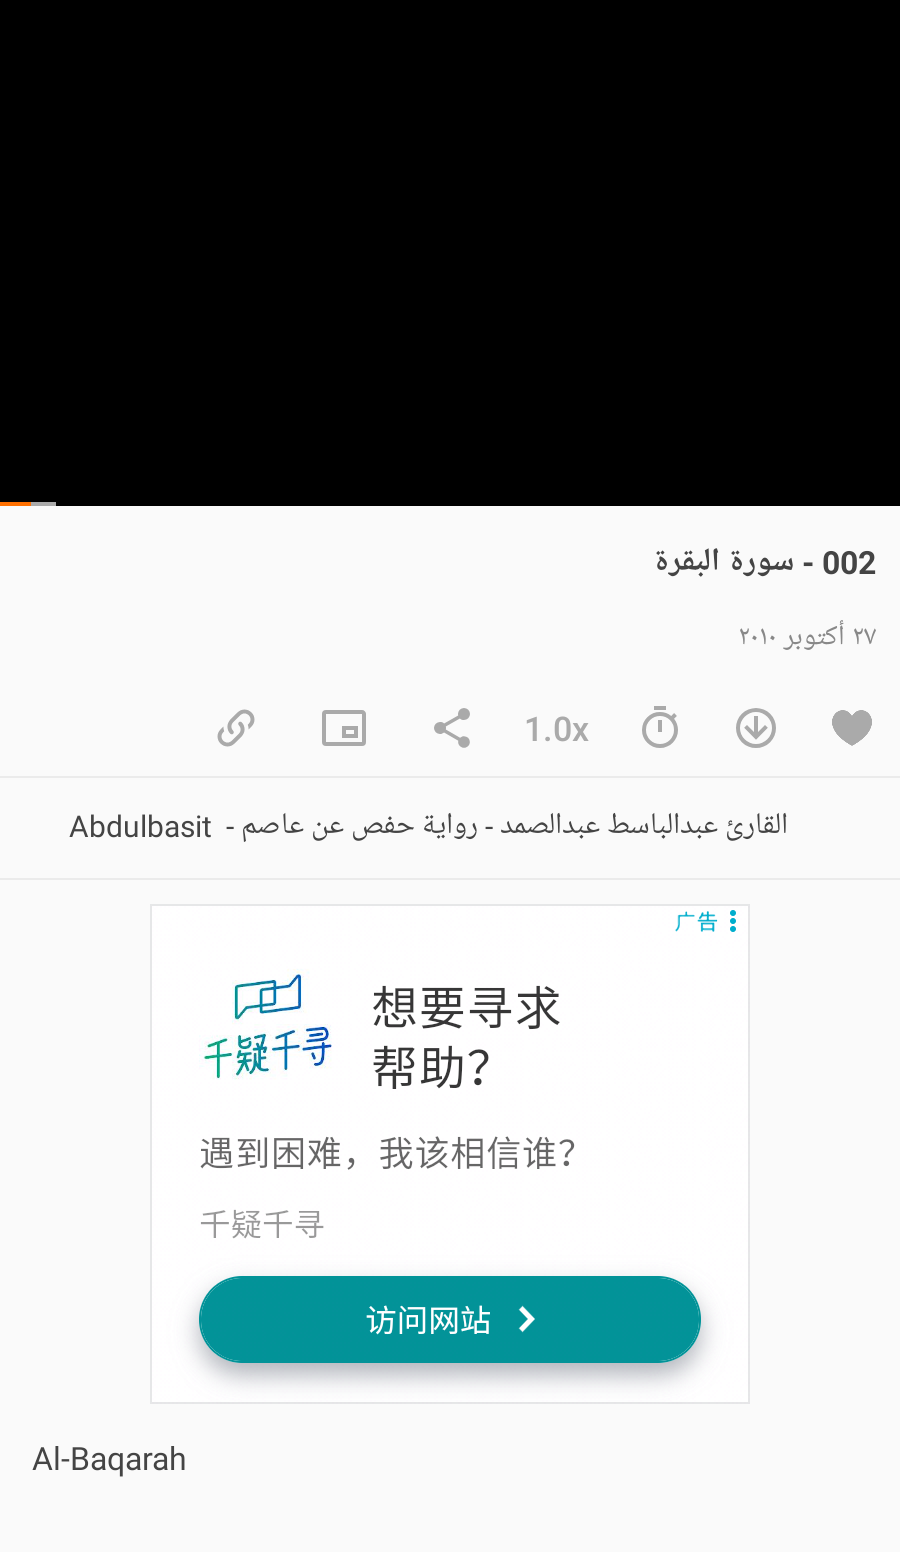 002 - سورة البقرة
٢٧ أكتوبر ٢٠١٠
1.0x
القارئ عبدالباسط عبدالصمد - رواية حفص عن عاصم - Abdulbasit
广告
千疑千寻
想要寻求
帮助？
遇到困难，我该相信谁？
千疑千寻
访问网站
Al-Baqarah